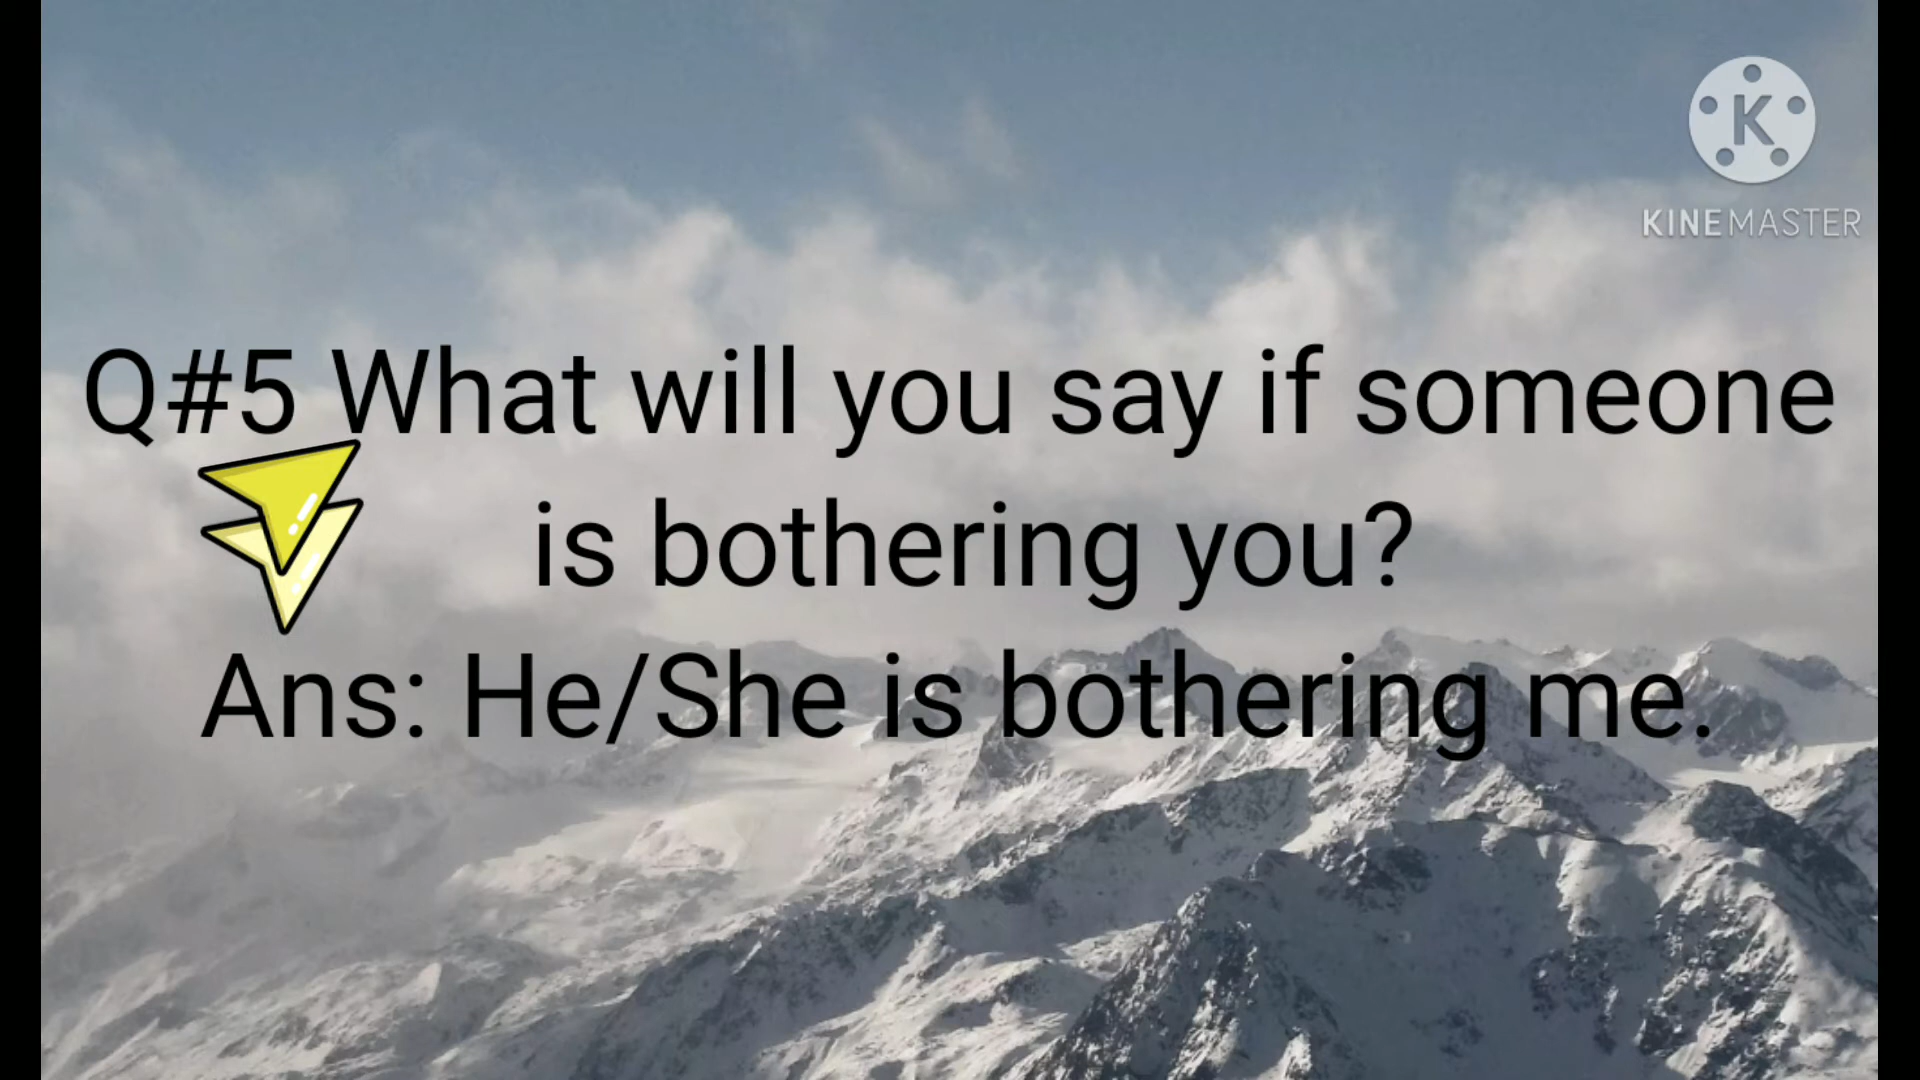 K
KINEMASTER
Q#5 What will you say if someone
is bothering you?
Ans: He/She is bothering me.